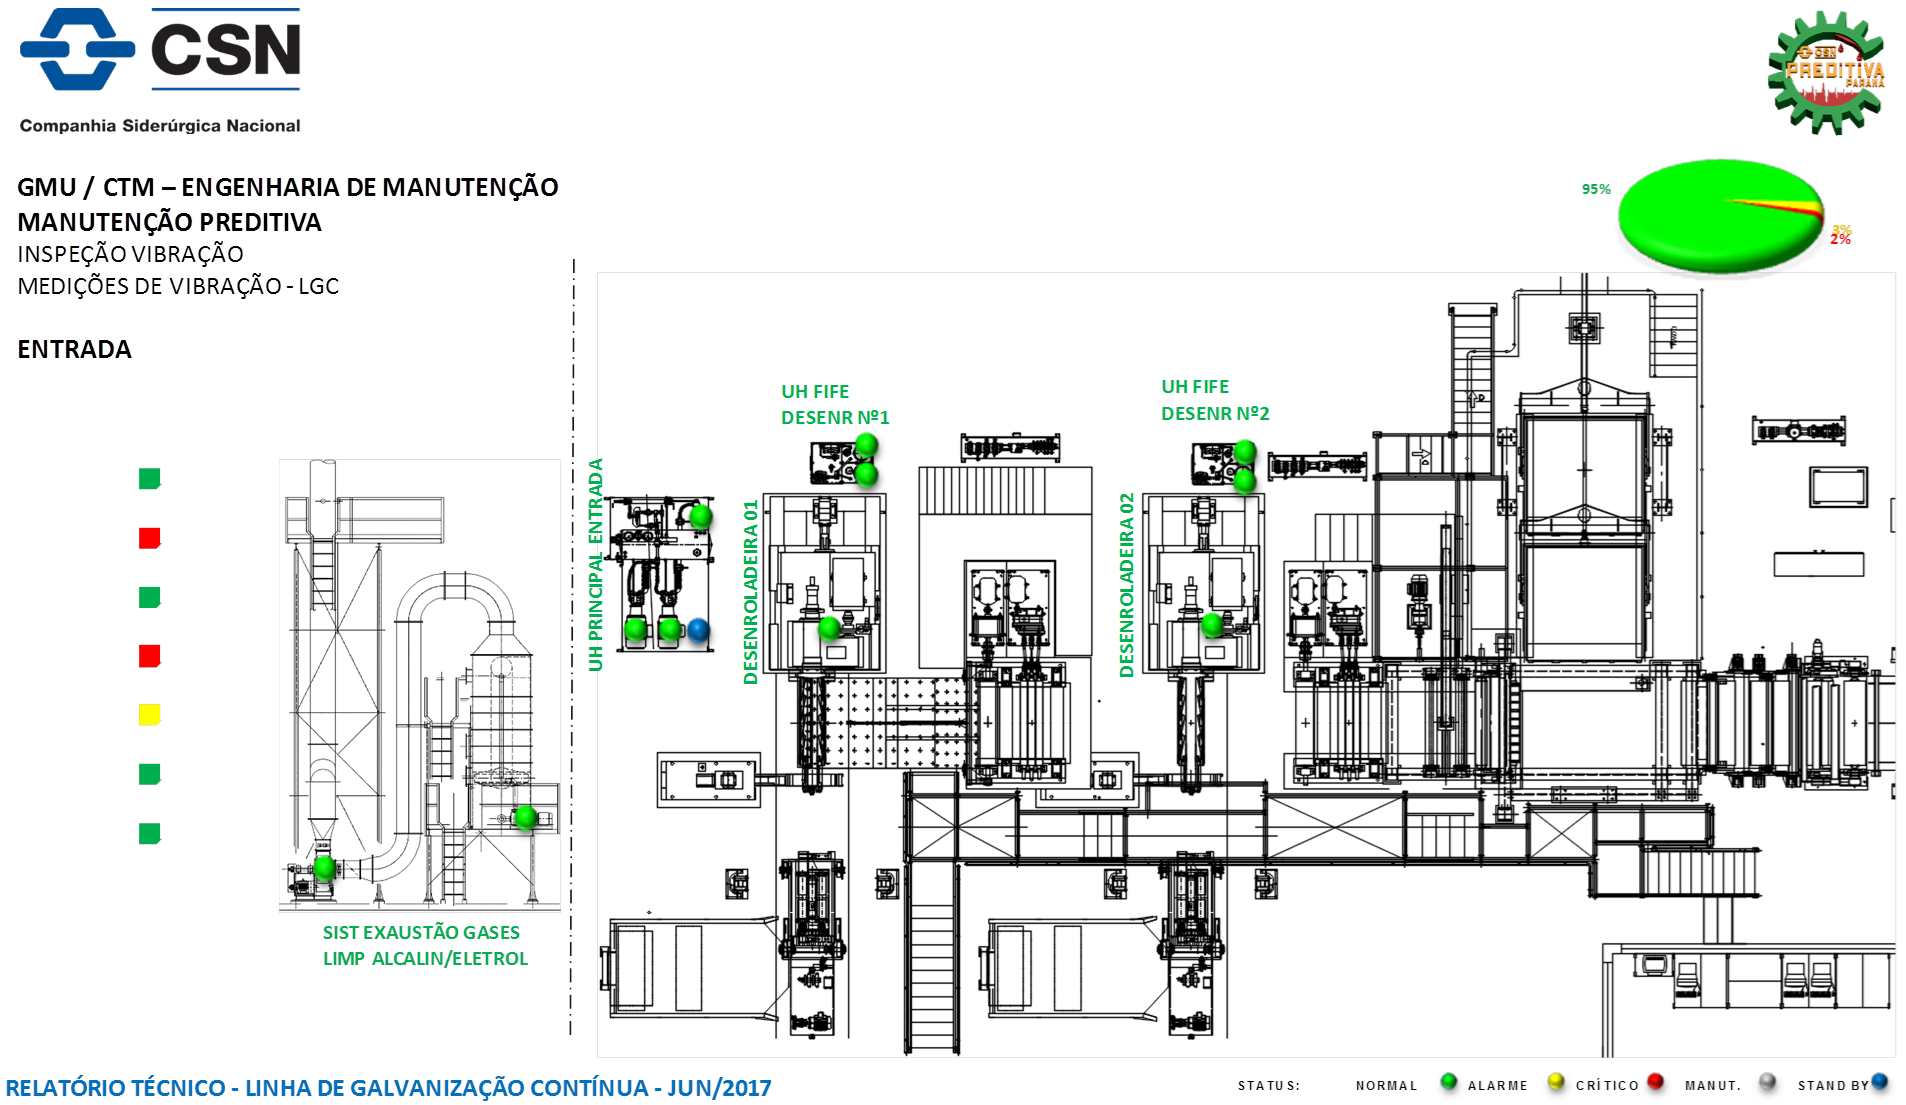 CSN
Companhia Siderúrgica Nacional
CSN
PREDITIVA
PARANÁ
GMU / CTM – ENGENHARIA DE MANUTENÇÃO
MANUTENÇÃO PREDITIVA
INSPEÇÃO VIBRAÇÃO
MEDIÇÕES DE VIBRAÇÃO - LGC
ENTRADA
95%
3%
2%
UH FIFE
DESENR Nº1
UH FIFE
DESENR Nº2
UH PRINCIPAL ENTRADA
DESENROLADEIRA 01
DESENROLADEIRA 02
D
D
SIST EXAUSTÃO GASES
LIMP ALCALIN/ELETROL
RELATÓRIO TÉCNICO - LINHA DE GALVANIZAÇÃO CONTÍNUA - JUN/2017
STATUS: NORMAL ALARME CRÍTICO MANUT. STAND BY